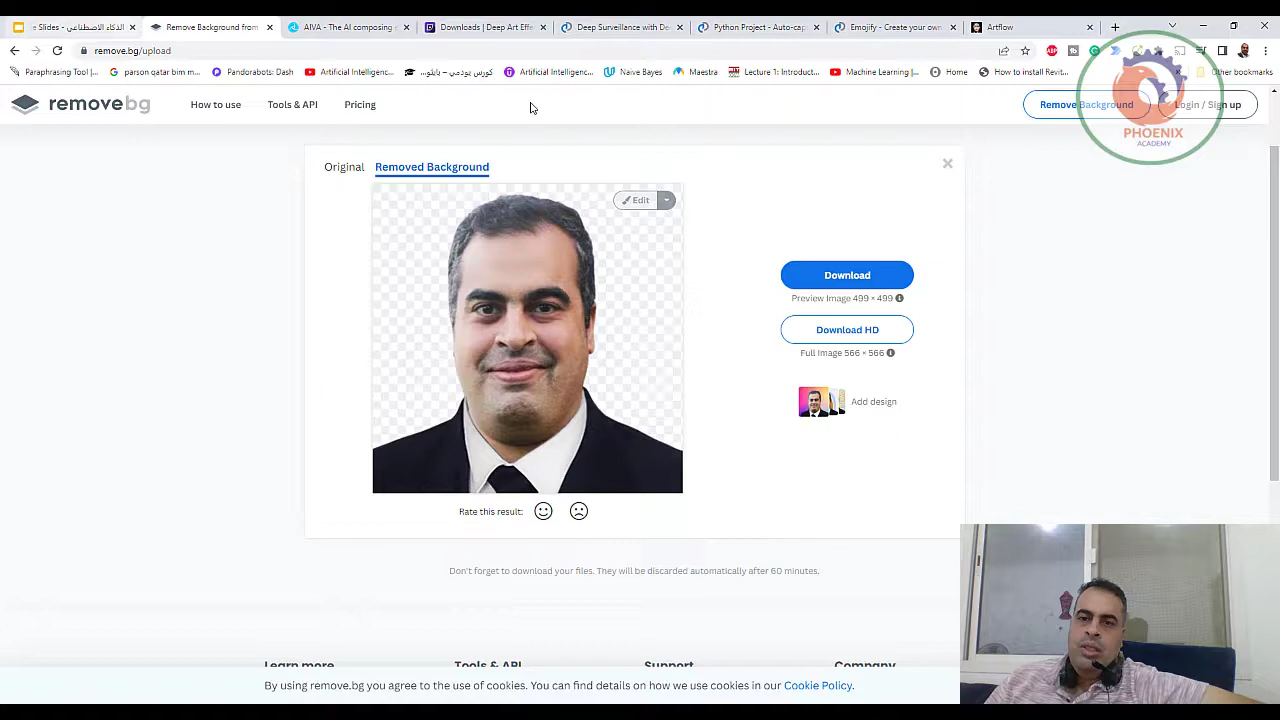 Slides - الذكاء الاصطناعي
Remove Background from
AIVA - The AI composing
Downloads | Deep Art Effe
Deep Surveillance with De
Python Project - Auto-cap
Emojify - Create your own
Artflow
remove.bg/upload
Paraphrasing Tool |
parson qatar bim m...
Pandorabots: Dash
Artificial Intelligenc...
كورس يودمي - جيتلو...
Artificial Intelligenc...
Naive Bayes
Maestra
Lecture 1: Introduct...
Machine Learning |...
Home
How to install Revit...
Other bookmarks
removebg
How to use
Tools & API
Pricing
Remove Background
Login / Sign up
PHOENIX
ACADEMY
Original
Removed Background
Edit
Download
Preview Image 499 × 499
Download HD
Full Image 566 × 566
Add design
Rate this result:
Don't forget to download your files. They will be discarded automatically after 60 minutes.
Learn more
Tools & API
Support
Company
By using remove.bg you agree to the use of cookies. You can find details on how we use cookies in our Cookie Policy.